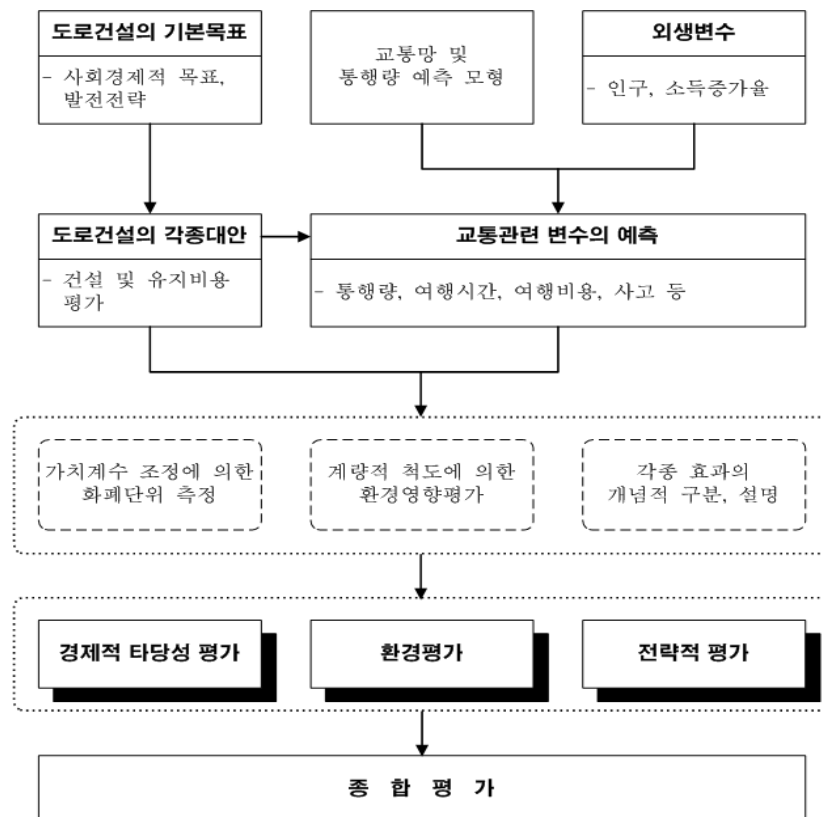 도로건설의 기본목표
- 사회경제적 목표,
발전전략
교통망 및
통행량 예측 모형
외생변수
- 인구, 소득증가율
도로건설의 각종대안
- 건설 및 유지비용
평가
교통관련 변수의 예측
- 통행량, 여행시간, 여행비용, 사고 등
가치계수 조정에 의한
화폐단위 측정
계량적 척도에 의한
환경영향평가
각종 효과의
개념적 구분, 설명
경제적 타당성 평가
환경평가
전략적 평가
종 합 평 가